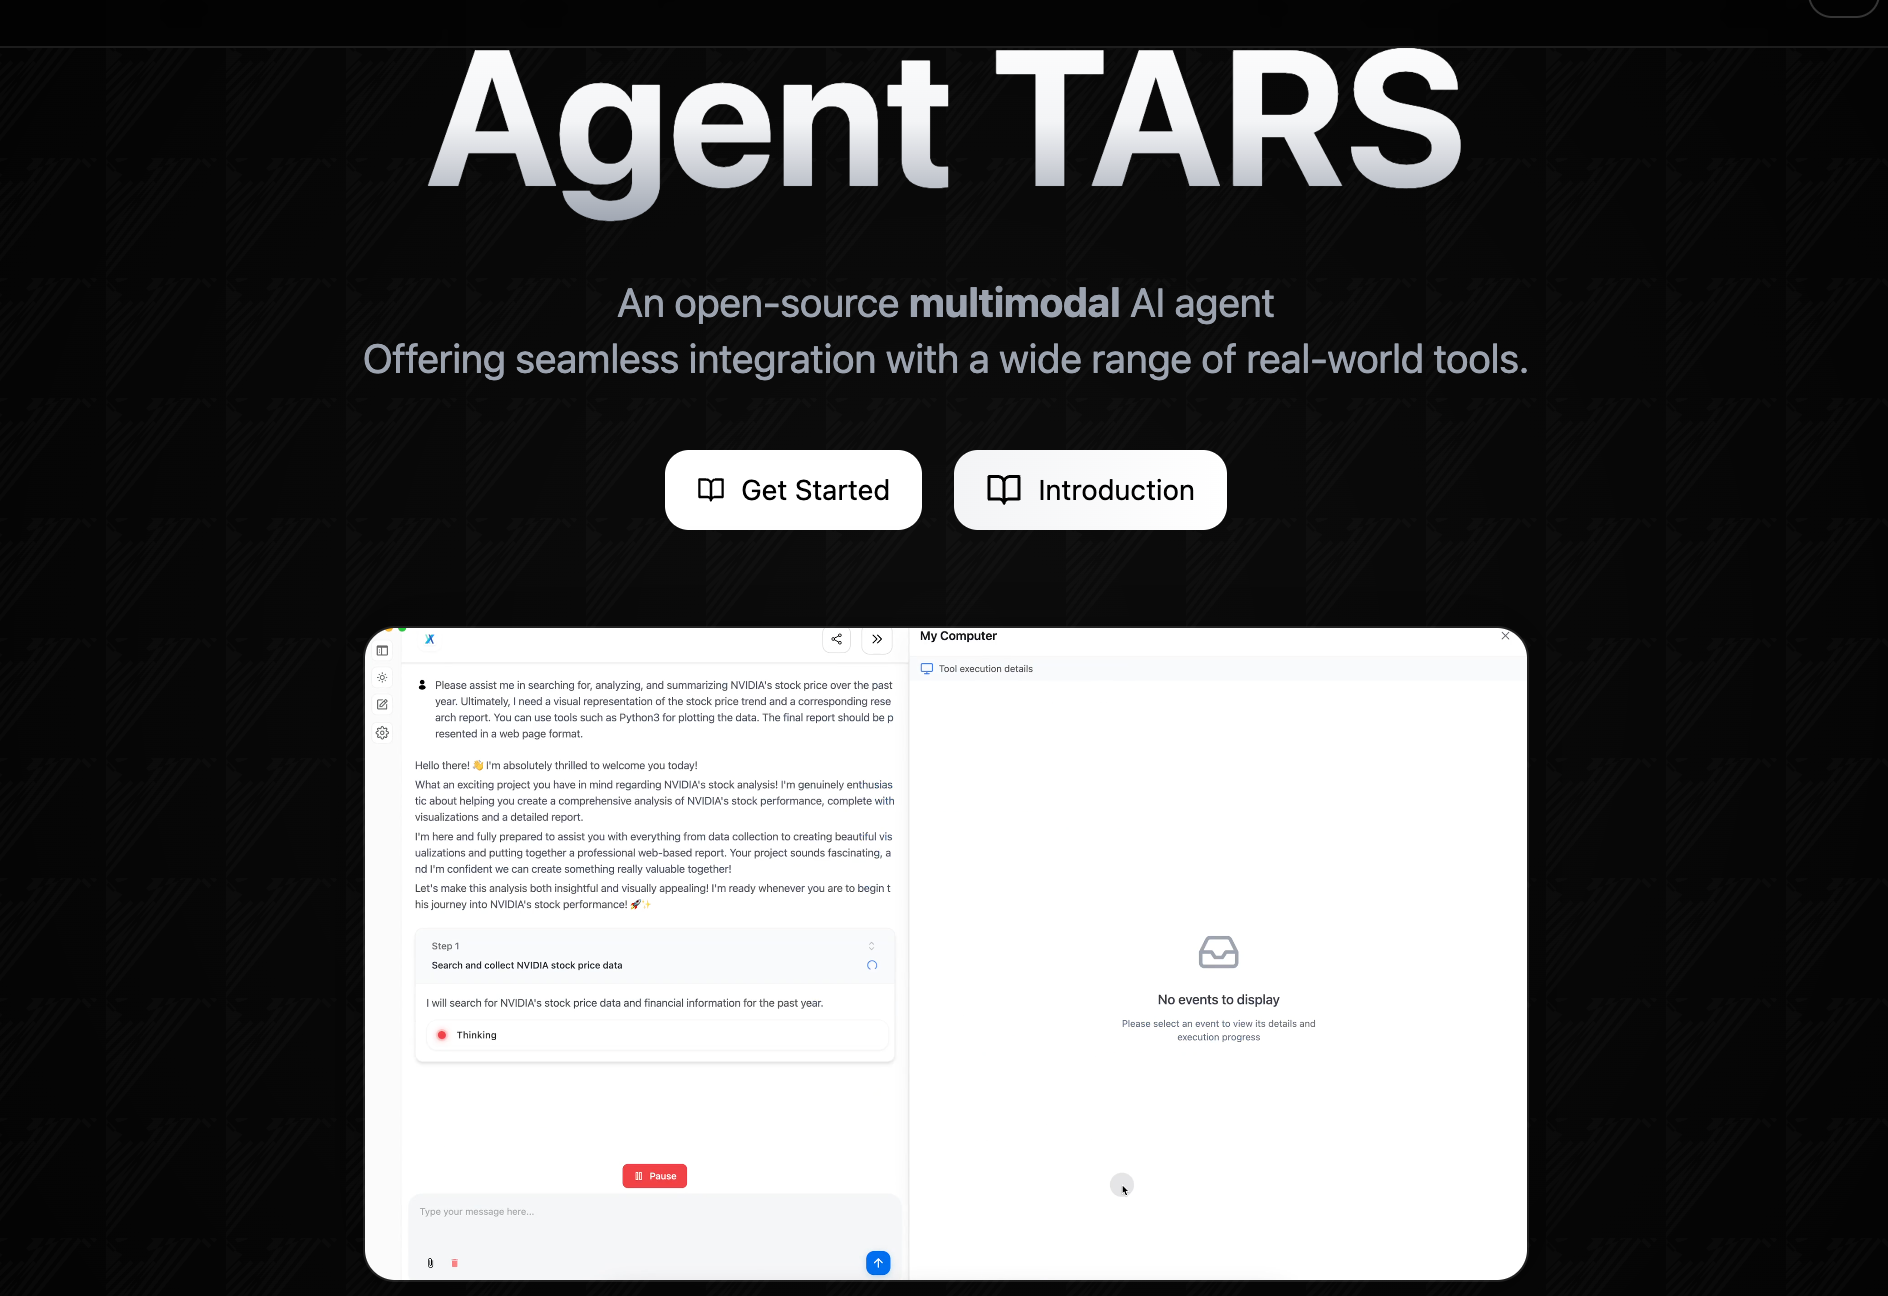 Agent TARS
An open-source multimodal AI agent
Offering seamless integration with a wide range of real-world tools.
Get Started
Introduction
My Computer
Tool execution details
Please assist me in searching for, analyzing, and summarizing NVIDIA's stock price over the past
year. Ultimately, I need a visual representation of the stock price trend and a corresponding rese
arch report. You can use tools such as Python3 for plotting the data. The final report should be p
resented in a web page format.
Hello there! 👋 I'm absolutely thrilled to welcome you today!
What an exciting project you have in mind regarding NVIDIA's stock analysis! I'm genuinely enthusias
tic about helping you create a comprehensive analysis of NVIDIA's stock performance, complete with
visualizations and a detailed report.
I'm here and fully prepared to assist you with everything from data collection to creating beautiful vis
ualizations and putting together a professional web-based report. Your project sounds fascinating, a
nd I'm confident we can create something really valuable together!
Let's make this analysis both insightful and visually appealing! I'm ready whenever you are to begin t
his journey into NVIDIA's stock performance! 🚀✨
Step 1
Search and collect NVIDIA stock price data
I will search for NVIDIA's stock price data and financial information for the past year.
Thinking
Pause
Type your message here...
No events to display
Please select an event to view its details and
execution progress